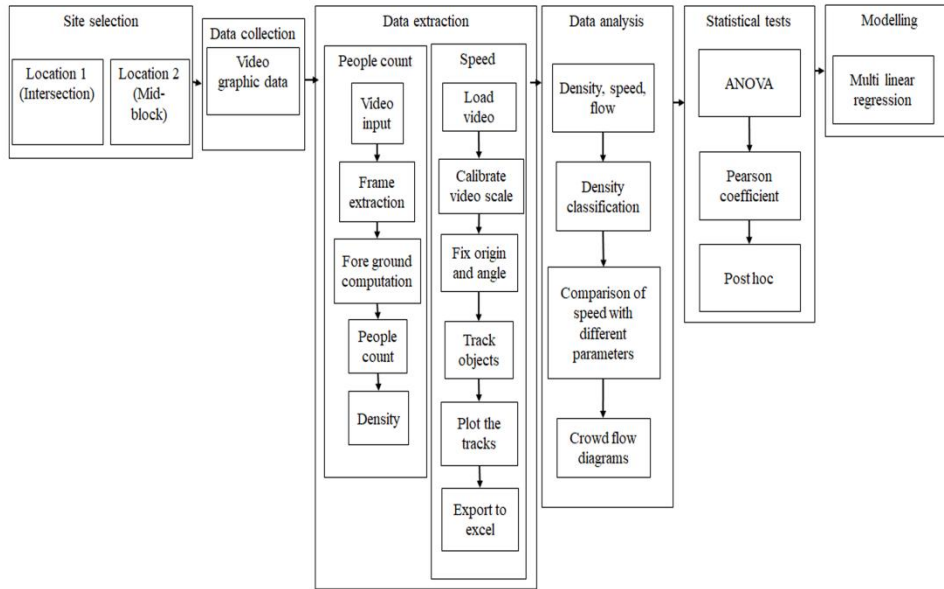 Site selection
Location 1
(Intersection)
Location 2
(Mid-
block)
Data collection
Video
graphic data
Data extraction
People count
Video
input
Frame
extraction
Fore ground
computation
People
count
Density
Speed
Load
video
Calibrate
video scale
Fix origin
and angle
Track
objects
Plot the
tracks
Export to
excel
Data analysis
Density, speed,
flow
Density
classification
Comparison of
speed with
different
parameters
Crowd flow
diagrams
Statistical tests
ANOVA
Pearson
coefficient
Post hoc
Modelling
Multi linear
regression